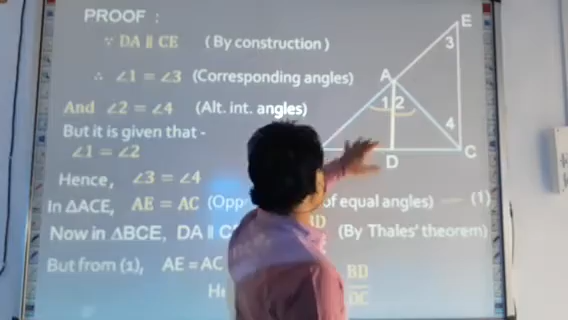 PROOF :
∵ DA ∥ CE (By construction)
∴ ∠1 = ∠3 (Corresponding angles)
And ∠2 = ∠4 (Alt. int. angles)
But it is given that -
∠1 = ∠2
Hence, ∠3 = ∠4
In ΔACE, AE = AC of equal angles) — (1)
Now in ΔBCE, DA ∥ BD (By Thales' theorem)
But from (1), AE = AC BD
DC
E
3
A
1 2
4
D
C